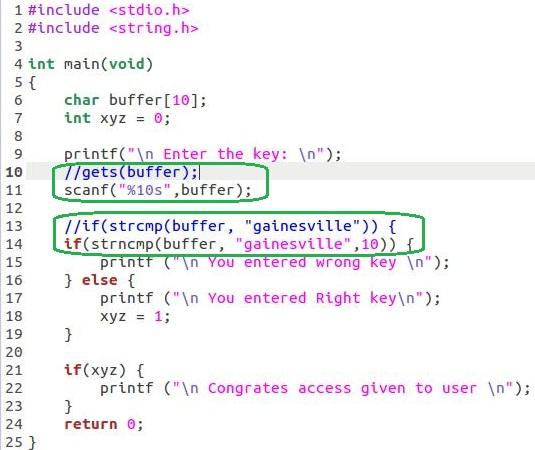 1 #include <stdio.h>
2 #include <string.h>
3
4 int main(void)
5 {
6     char buffer[10];
7     int xyz = 0;
8
9     printf("\n Enter the key: \n");
10     //gets(buffer);
11     scanf("%10s",buffer);
12
13     //if(strcmp(buffer, "gainesville")) {
14     if(strncmp(buffer, "gainesville",10)) {
15         printf ("\n You entered wrong key \n");
16     } else {
17         printf ("\n You entered Right key\n");
18         xyz = 1;
19     }
20
21     if(xyz) {
22         printf ("\n Congrates access given to user \n");
23     }
24     return 0;
25 }